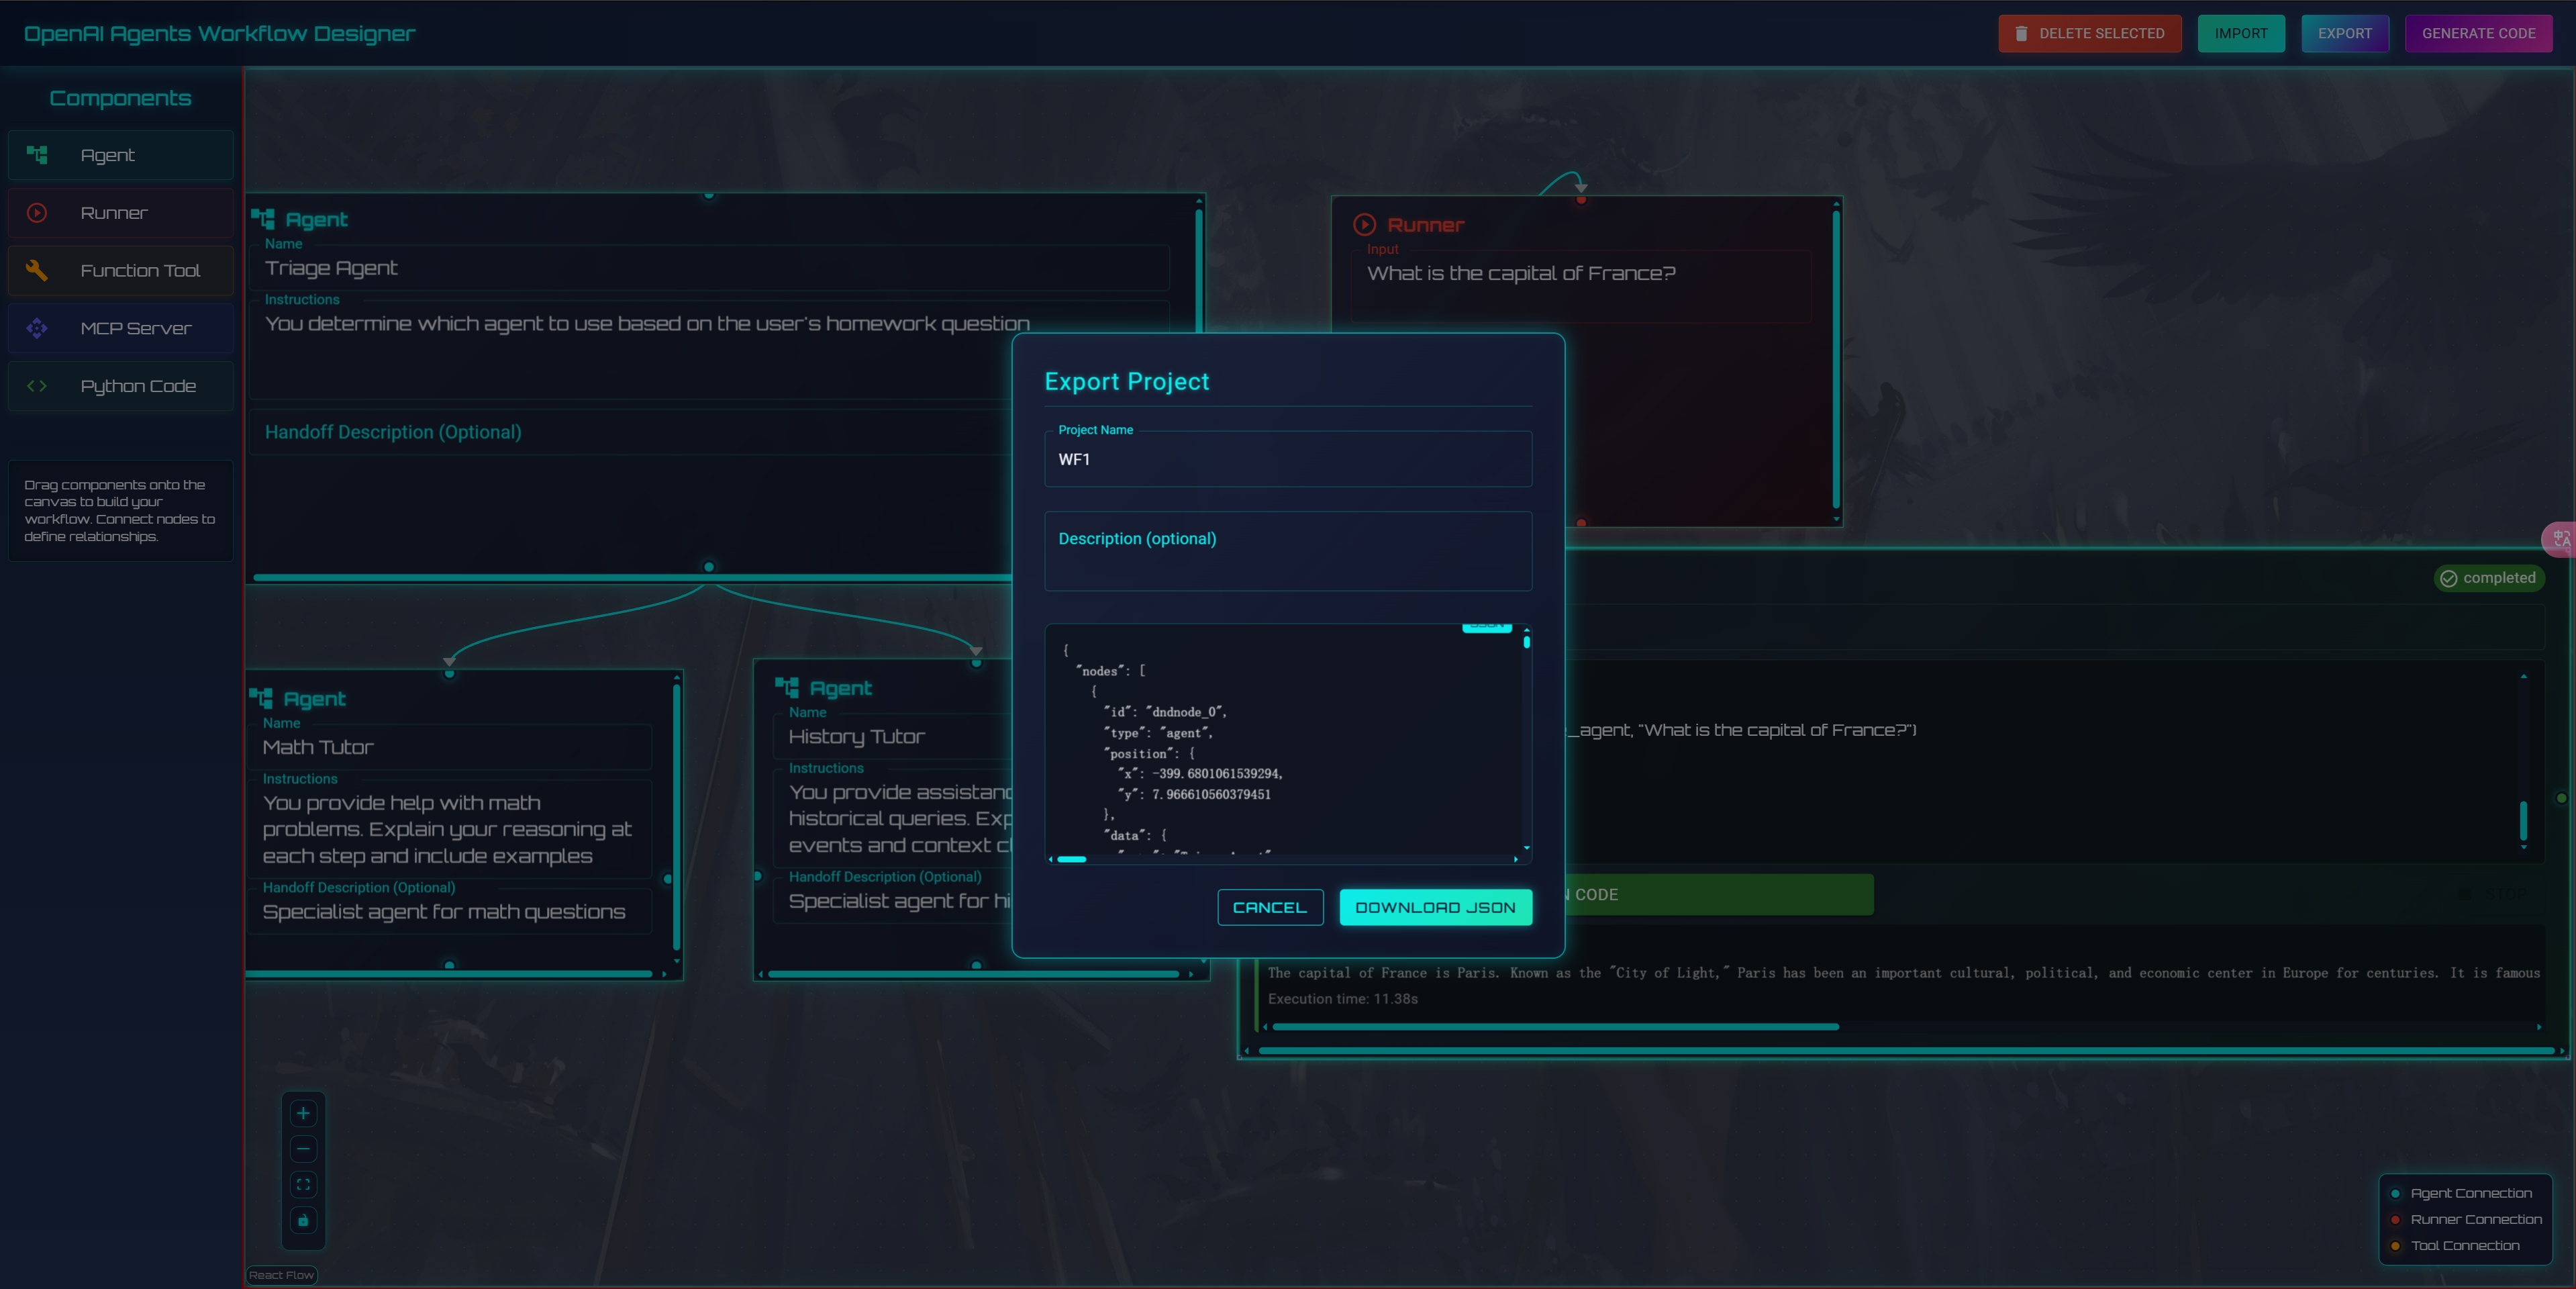 OpenAI Agents Workflow Designer
DELETE SELECTED
IMPORT
EXPORT
GENERATE CODE
Components
Agent
Runner
Function Tool
MCP Server
Python Code
Drag components onto the
canvas to build your
workflow. Connect nodes to
define relationships.
Agent
Name
Triage Agent
Instructions
You determine which agent to use based on the user's homework question
Handoff Description (Optional)
Runner
Input
What is the capital of France?
Agent
Name
Math Tutor
Instructions
You provide help with math
problems. Explain your reasoning at
each step and include examples
Handoff Description (Optional)
Specialist agent for math questions
Agent
Name
History Tutor
Instructions
You provide
historical queries.
events and context
Handoff Description (Optional)
Specialist agent for
Export Project
Project Name
WF1
Description (optional)
{
"nodes": [
{
"id": "dndnode_0",
"type": "agent",
"position": {
"x": -399.6801061539294,
"y": 7.966610560379451
},
"data": {
CANCEL
DOWNLOAD JSON
completed
_agent, "What is the capital of France?")
CODE
STOP
The capital of France is Paris. Known as the "City of Light," Paris has been an important cultural, political, and economic center in Europe for centuries. It is famous
Execution time: 11.38s
Agent Connection
Runner Connection
Tool Connection
React Flow